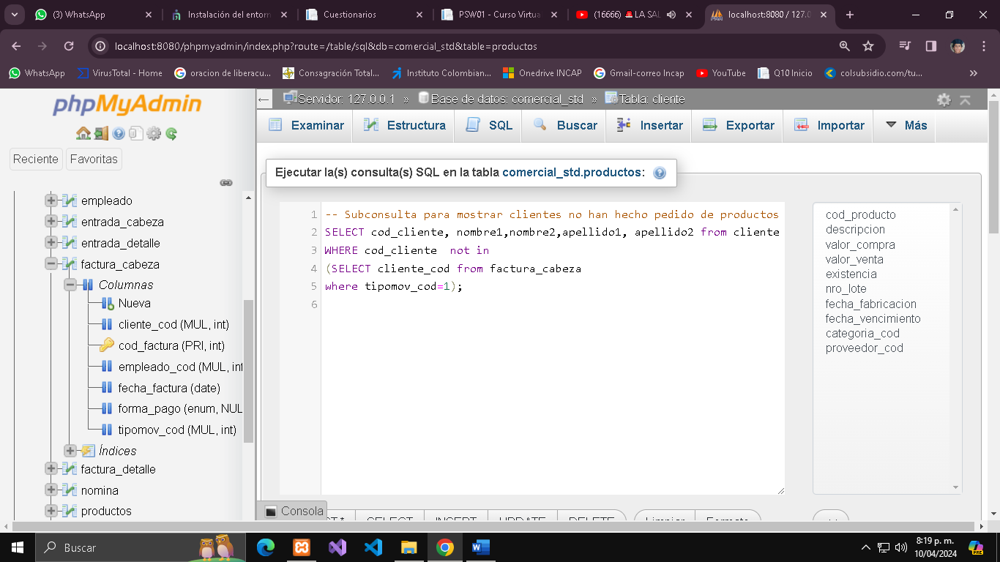 (3) WhatsApp
Instalación del entorn
Cuestionarios
PSW01 - Curso Virtua
(16666) 🚨 LA SAL
localhost:8080 / 127.0
localhost:8080/phpmyadmin/index.php?route=/table/sql&db=comercial_std&table=productos
WhatsApp
VirusTotal - Home
oracion de liberacu...
Consagración Total...
Instituto Colombian...
Onedrive INCAP
Gmail-correo Incap
YouTube
Q10 Inicio
colsubsidio.com/tu...
»
phpMyAdmin
Reciente
Favoritas
empleado
entrada_cabeza
entrada_detalle
factura_cabeza
Columnas
Nueva
cliente_cod (MUL, int)
cod_factura (PRI, int)
empleado_cod (MUL, int
fecha_factura (date)
forma_pago (enum, NUL
tipomov_cod (MUL, int)
Índices
factura_detalle
nomina
productos
Servidor: 127.0.0.1 » Base de datos: comercial_std » Tabla: cliente
Examinar
Estructura
SQL
Buscar
Insertar
Exportar
Importar
Más
Ejecutar la(s) consulta(s) SQL en la tabla comercial_std.productos:
1 -- Subconsulta para mostrar clientes no han hecho pedido de productos
2 SELECT cod_cliente, nombre1,nombre2,apellido1, apellido2 from cliente
3 WHERE cod_cliente  not in
4 (SELECT cliente_cod from factura_cabeza
5 where tipomov_cod=1);
6
cod_producto
descripcion
valor_compra
valor_venta
existencia
nro_lote
fecha_fabricacion
fecha_vencimiento
categoria_cod
proveedor_cod
Consola
CT *
SELECT
INSERT
UPDATE
DELETE
Limpiar
Formato
Buscar
8:19 p. m.
10/04/2024
PRE